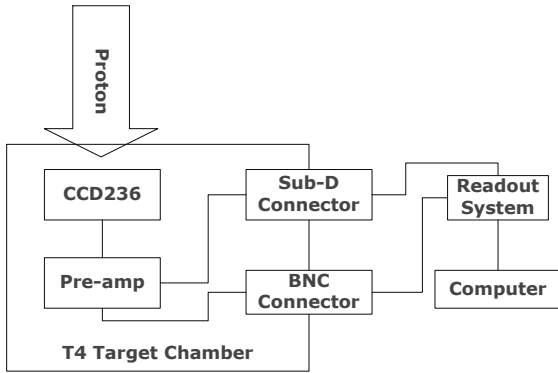 Proton
CCD236
Sub-D
Connector
Readout
System
Pre-amp
BNC
Connector
Computer
T4 Target Chamber